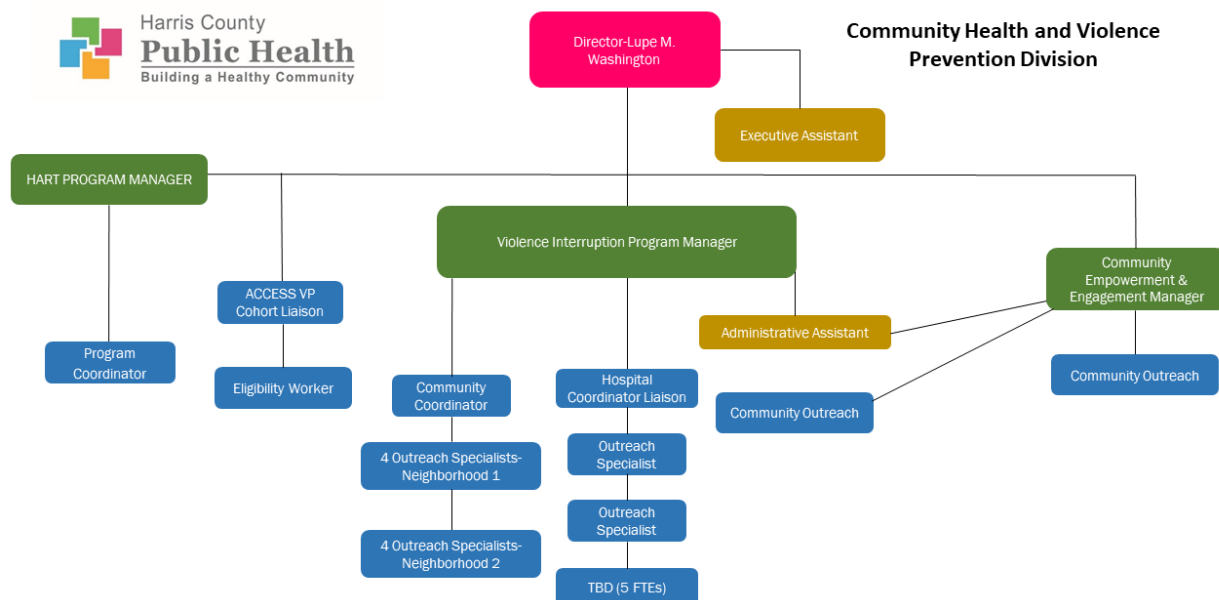 Harris County
Public Health
Building a Healthy Community
Director-Lupe M.
Washington
Community Health and Violence
Prevention Division
Executive Assistant
HART PROGRAM MANAGER
Violence Interruption Program Manager
Community
Empowerment &
Engagement Manager
ACCESS VP
Cohort Liaison
Administrative Assistant
Program
Coordinator
Eligibility Worker
Community
Coordinator
Hospital
Coordinator Liaison
Community Outreach
Community Outreach
4 Outreach Specialists-
Neighborhood 1
Outreach
Specialist
Outreach
Specialist
4 Outreach Specialists-
Neighborhood 2
TBD (5 FTEs)